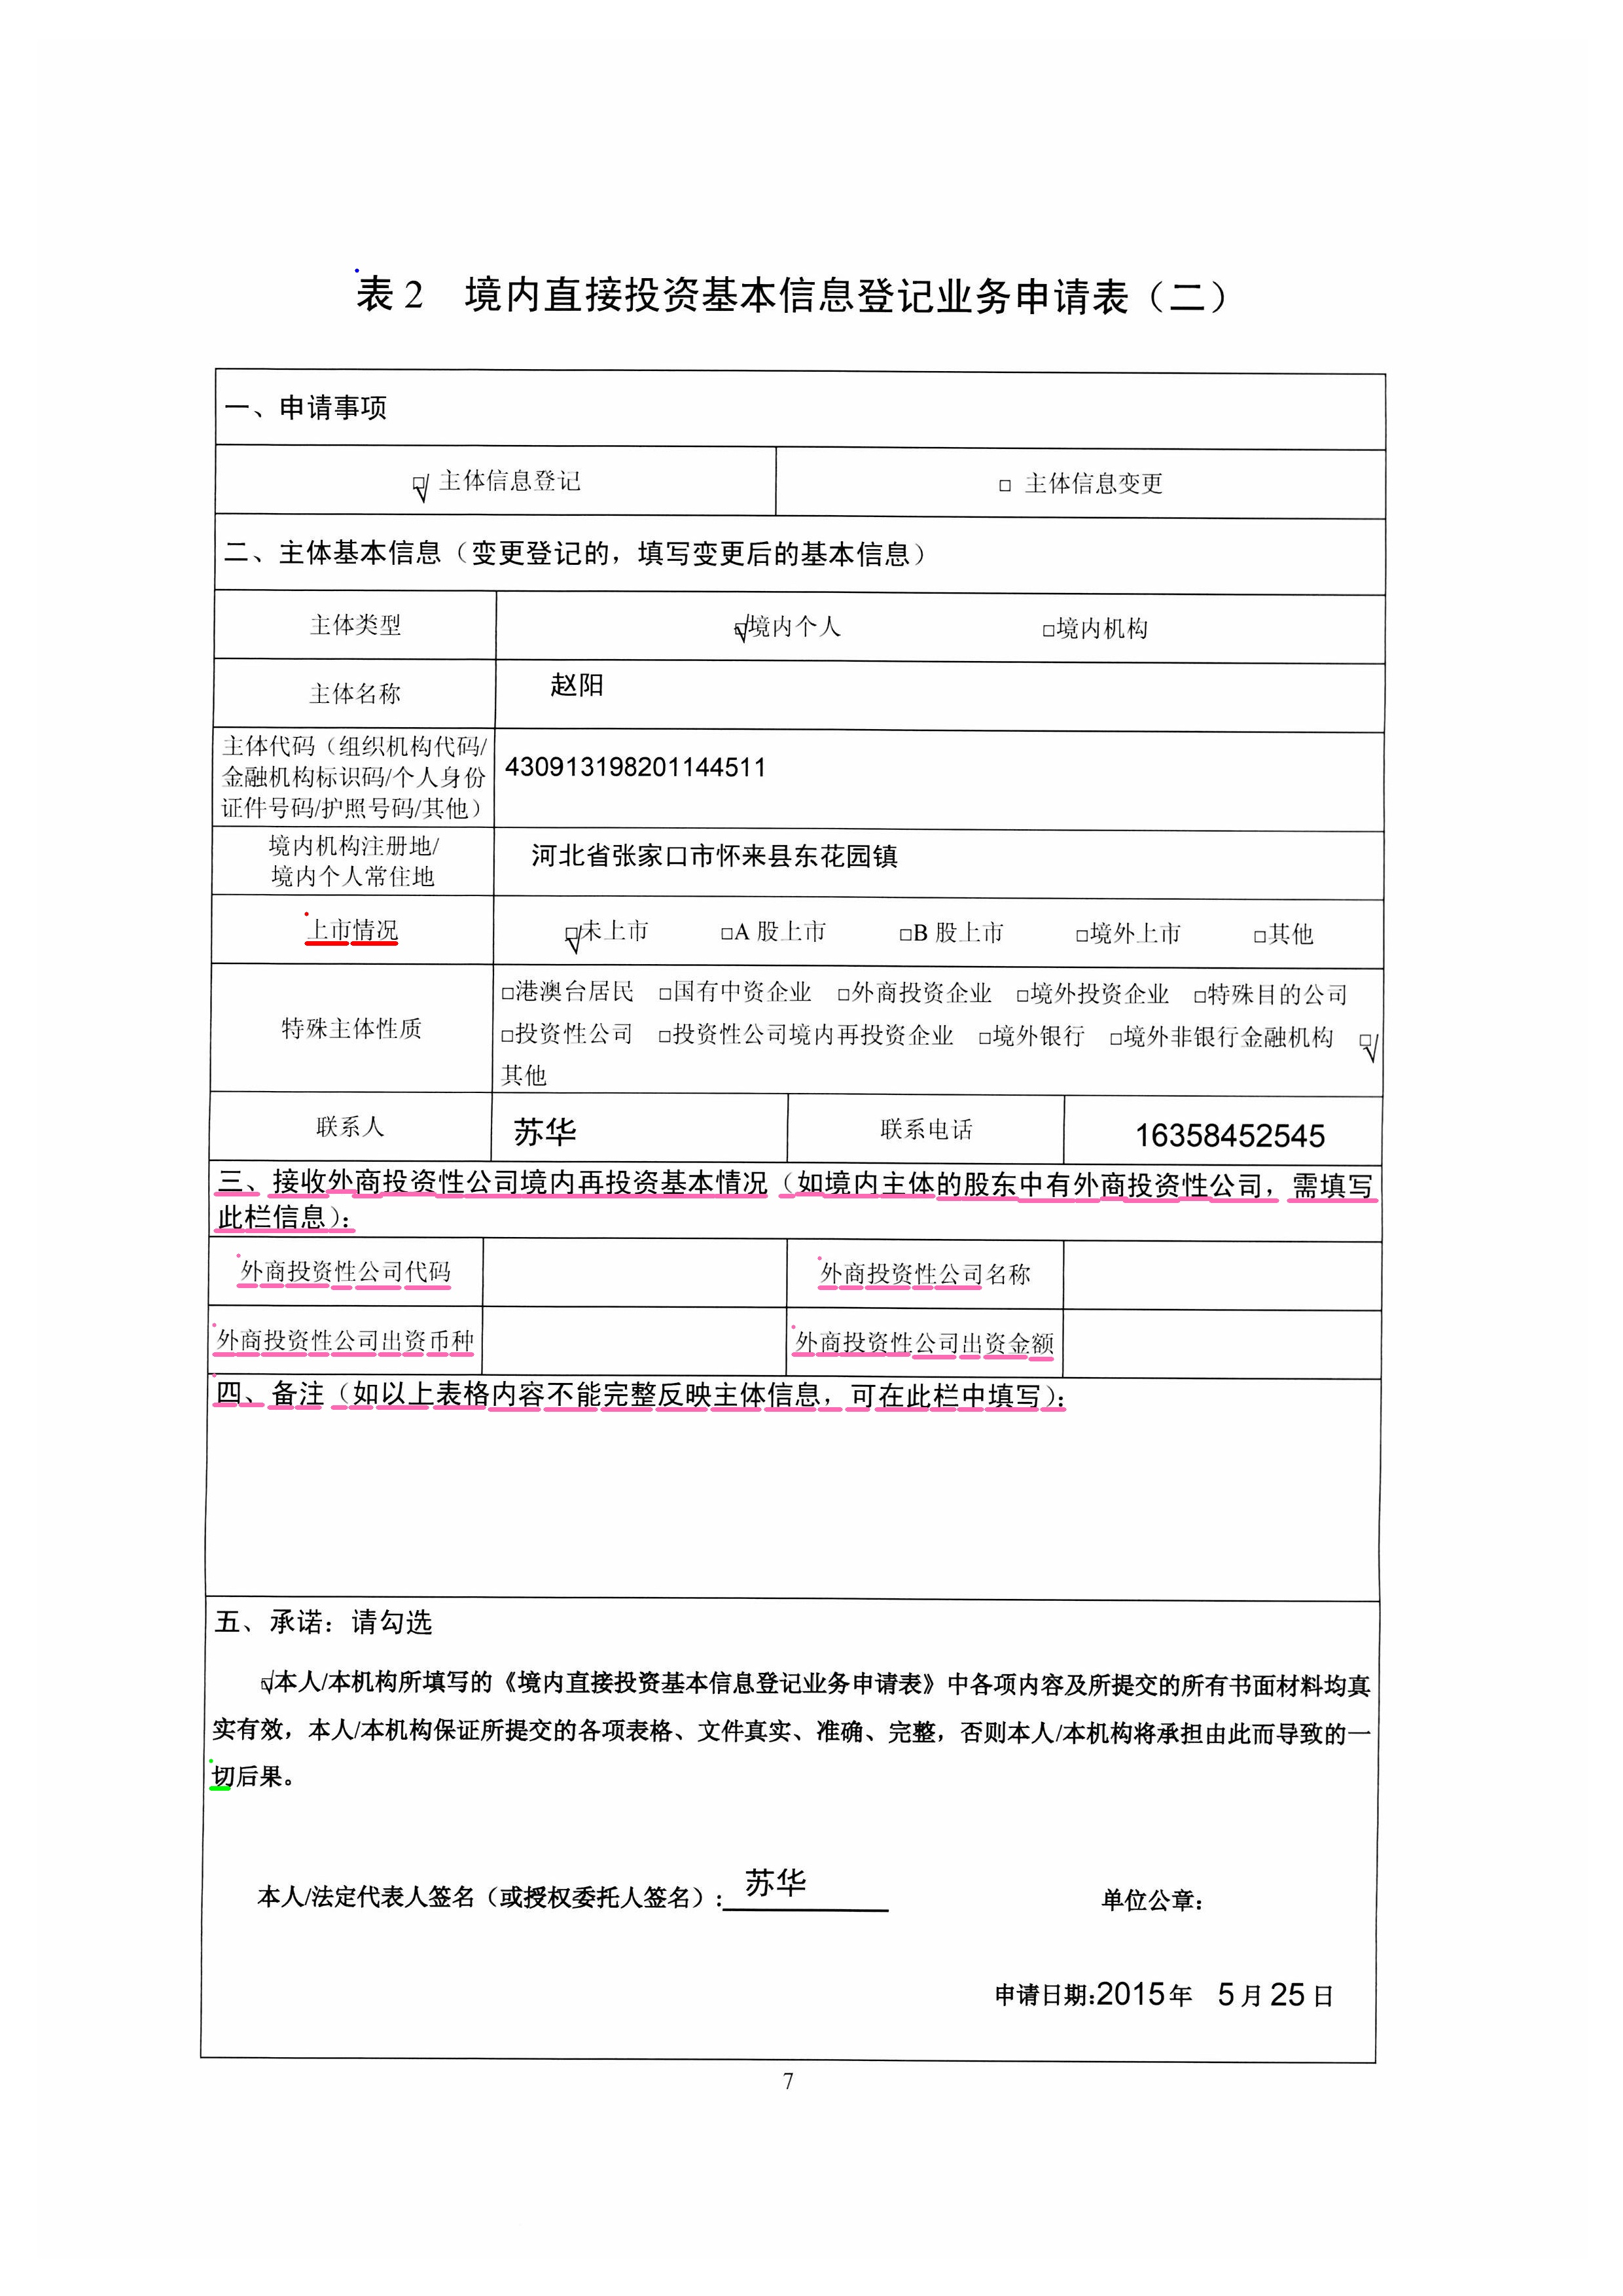 表 2 境内直接投资基本信息登记业务申请表（二）
一、申请事项
□√ 主体信息登记 □ 主体信息变更
二、主体基本信息（变更登记的，填写变更后的基本信息）
主体类型 □√境内个人 □境内机构
主体名称 赵阳
主体代码（组织机构代码/
金融机构标识码/个人身份
证件号码/护照号码/其他） 430913198201144511
境内机构注册地/
境内个人常住地 河北省张家口市怀来县东花园镇
上市情况 □√未上市 □A 股上市 □B 股上市 □境外上市 □其他
特殊主体性质
□港澳台居民 □国有中资企业 □外商投资企业 □境外投资企业 □特殊目的公司
□投资性公司 □投资性公司境内再投资企业 □境外银行 □境外非银行金融机构 □√
其他
联系人 苏华 联系电话 16358452545
三、接收外商投资性公司境内再投资基本情况（如境内主体的股东中有外商投资性公司，需填写
此栏信息）：
外商投资性公司代码 外商投资性公司名称
外商投资性公司出资币种 外商投资性公司出资金额
四、备注（如以上表格内容不能完整反映主体信息，可在此栏中填写）：
五、承诺：请勾选
□√本人/本机构所填写的《境内直接投资基本信息登记业务申请表》中各项内容及所提交的所有书面材料均真
实有效，本人/本机构保证所提交的各项表格、文件真实、准确、完整，否则本人/本机构将承担由此而导致的一
切后果。
本人/法定代表人签名（或授权委托人签名）：苏华 单位公章：
申请日期:2015年 5月25日
7